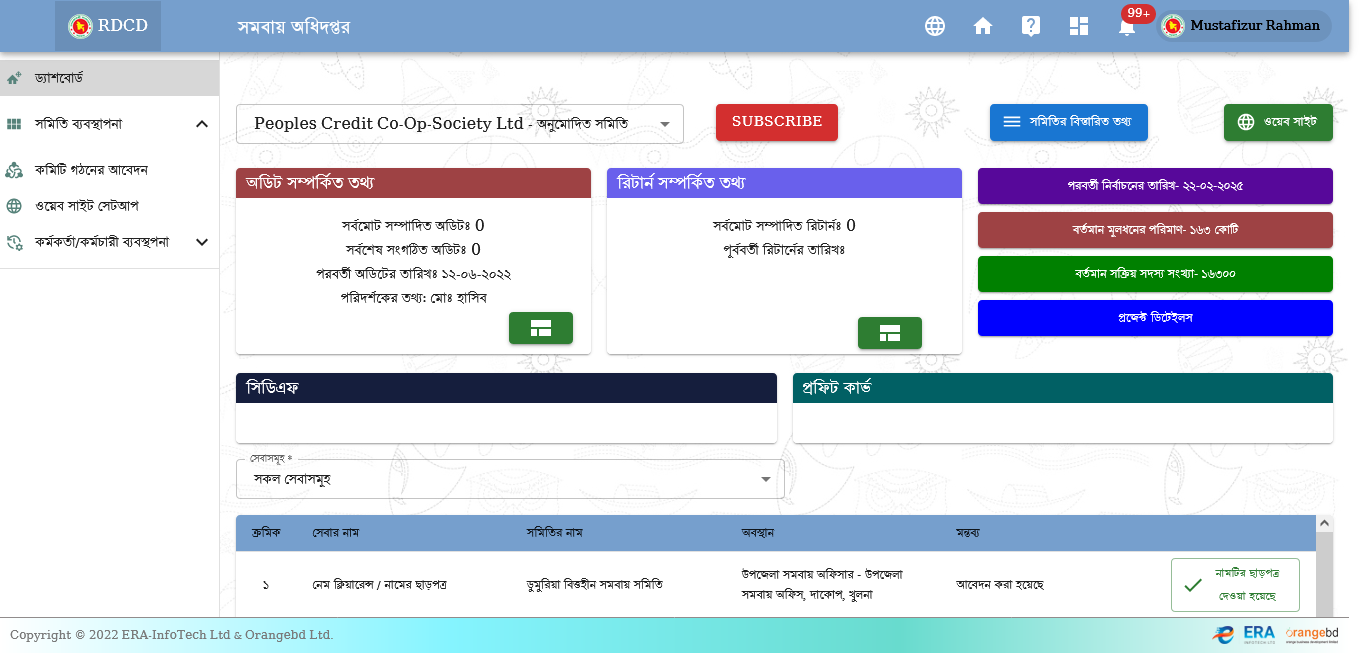 RDCD
সমবায় অধিদপ্তর
99+
Mustafizur Rahman
ড্যাশবোর্ড
সমিতি ব্যবস্থাপনা
কমিটি গঠনের আবেদন
ওয়েব সাইট সেটআপ
কর্মকর্তা/কর্মচারী ব্যবস্থাপনা
Peoples Credit Co-Op-Society Ltd - অনুমোদিত সমিতি
SUBSCRIBE
সমিতির বিস্তারিত তথ্য
ওয়েব সাইট
অডিট সম্পর্কিত তথ্য
সর্বমোট সম্পাদিত অডিটঃ 0
সর্বশেষ সংগঠিত অডিটঃ 0
পরবর্তী অডিটের তারিখঃ ১২-০৬-২০২২
পরিদর্শকের তথ্য: মোঃ হাসিব
রিটার্ন সম্পর্কিত তথ্য
সর্বমোট সম্পাদিত রিটার্নঃ 0
পূর্ববর্তী রিটার্নের তারিখঃ
পরবর্তী নির্বাচনের তারিখ- ২২-০২-২০২৫
বর্তমান মূলধনের পরিমাণ- ১৬৩ কোটি
বর্তমান সক্রিয় সদস্য সংখ্যা- ১৬৩০০
প্রজেক্ট ডিটেইলস
সিডিএফ
প্রফিট কার্ভ
সেবাসমূহ *
সকল সেবাসমূহ
ক্রমিক সেবার নাম সমিতির নাম অবস্থান মন্তব্য
১ নেম ক্লিয়ারেন্স / নামের ছাড়পত্র ডুমুরিয়া বিত্তহীন সমবায় সমিতি উপজেলা সমবায় অফিসার - উপজেলা
সমবায় অফিস, দাকোপ, খুলনা
আবেদন করা হয়েছে
নামটির ছাড়পত্র
দেওয়া হয়েছে
Copyright © 2022 ERA-InfoTech Ltd & Orangebd Ltd.
ERA
INFOTECH LTD
orangebd